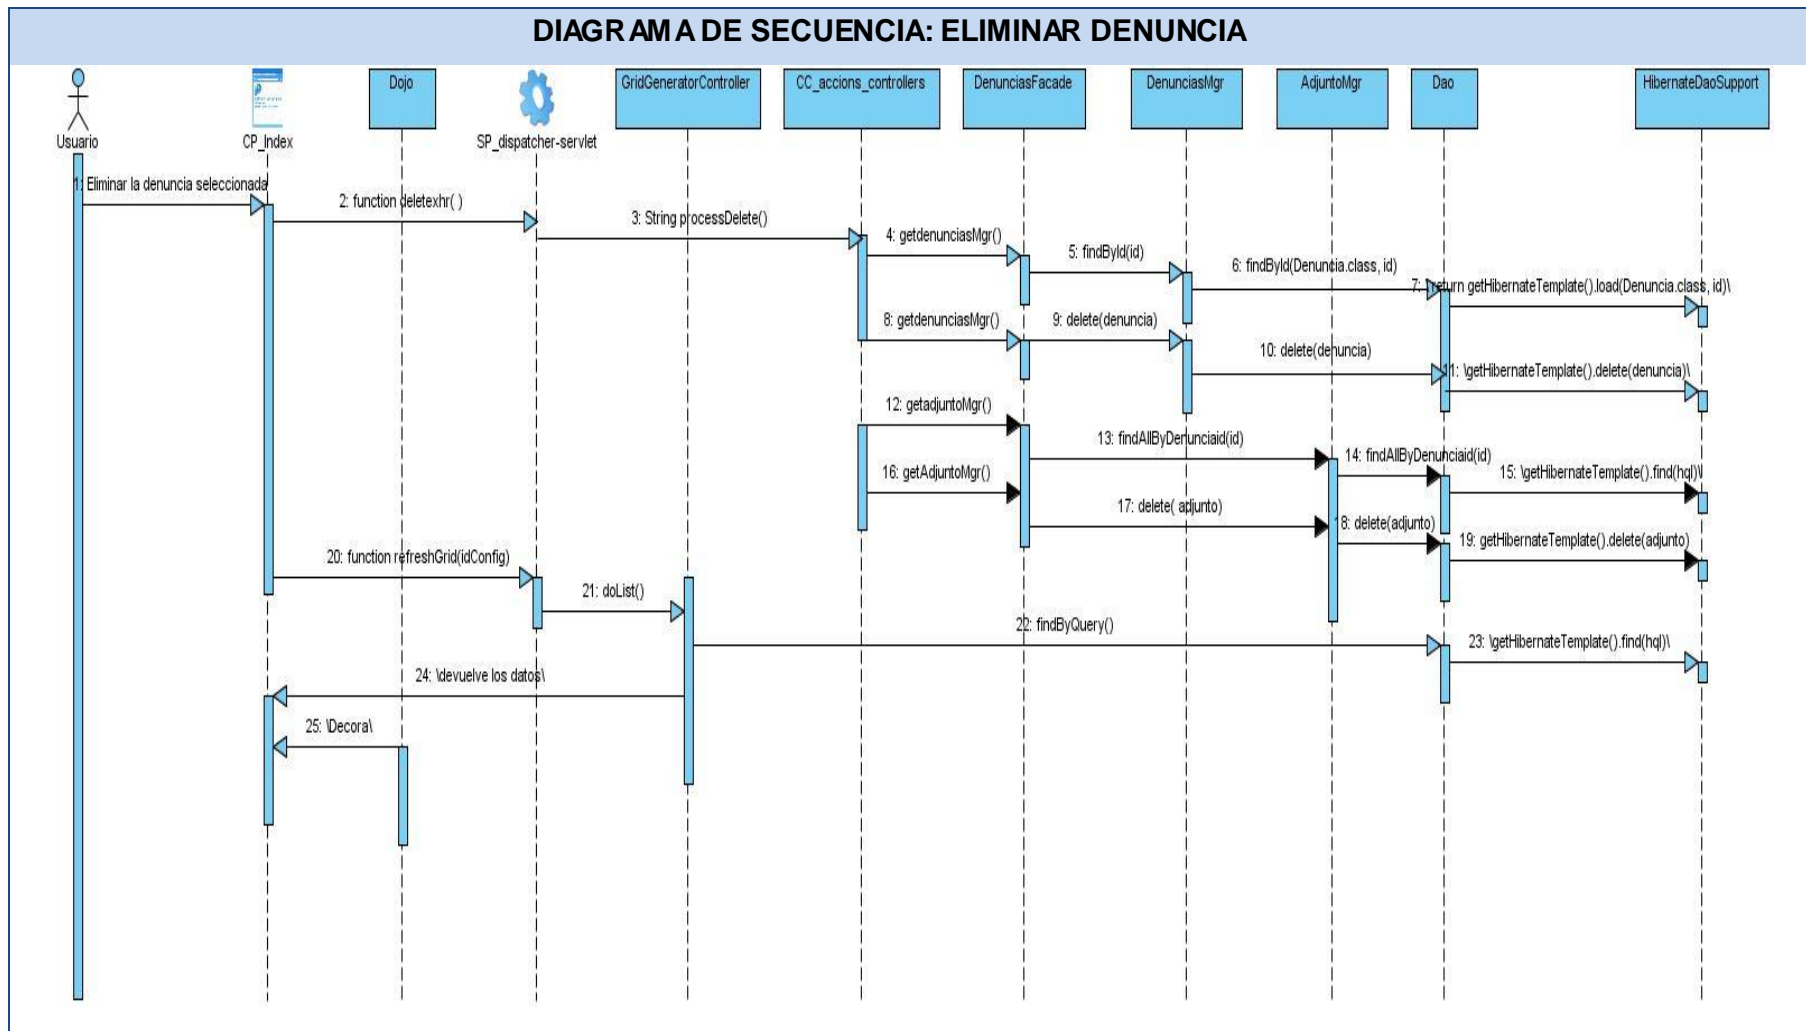 DIAGRAMA DE SECUENCIA: ELIMINAR DENUNCIA
Usuario
CP_Index
Dojo
SP_dispatcher-servlet
GridGeneratorController
CC_accions_controllers
DenunciasFacade
DenunciasMgr
AdjuntoMgr
Dao
HibernateDaoSupport
1: Eliminar la denuncia seleccionada
2: function deletexhr( )
3: String processDelete()
4: getdenunciasMgr()
5: findById(id)
6: findById(Denuncia.class, id)
7: \return getHibernateTemplate().load(Denuncia.class, id)\
8: getdenunciasMgr()
9: delete(denuncia)
10: delete(denuncia)
11: \getHibernateTemplate().delete(denuncia)\
12: getadjuntoMgr()
13: findAllByDenunciaid(id)
14: findAllByDenunciaid(id)
15: \getHibernateTemplate().find(hql)\
16: getAdjuntoMgr()
17: delete( adjunto)
18: delete(adjunto)
19: getHibernateTemplate().delete(adjunto)
20: function refreshGrid(idConfig)
21: doList()
22: findByQuery()
23: \getHibernateTemplate().find(hql)\
24: \devuelve los datos\
25: \Decora\